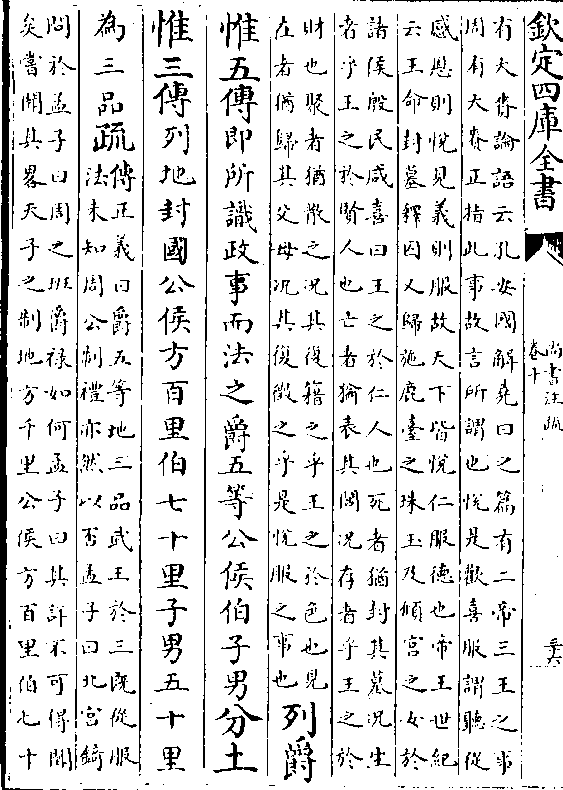 欽定四庫全書
尚書注疏
卷十
三十六
有大賚論語云孔安國解堯曰之篇有二帝三王之事
周有大賚正指此事故言所謂也悅是歡喜服謂聽從
感恩則悅見義則服故天下皆悅仁服德也帝王世紀
云王命封墓釋囚又歸施鹿臺之珠玉及傾宮之女於
諸侯殷民咸喜曰王之於仁人也死者猶封其墓況生
者乎王之於賢人也亡者猶表其閭況存者乎王之於
財也聚者猶散之況其復籍之乎王之於色也見
在者猶歸其父母況其復徵之乎是悅服之事也
列爵
惟五傳即所識政事而法之爵五等公侯伯子男分土
惟三傳列地封國公侯方百里伯七十里子男五十里
為三品疏
傳正義曰爵五等地三品武王於三既從服
法未知周公制禮亦然以否孟子曰北宮錡
問於孟子曰周之班爵祿如何孟子曰其詳不可得聞
矣嘗聞其畧天子之制地方千里公侯方百里伯七十